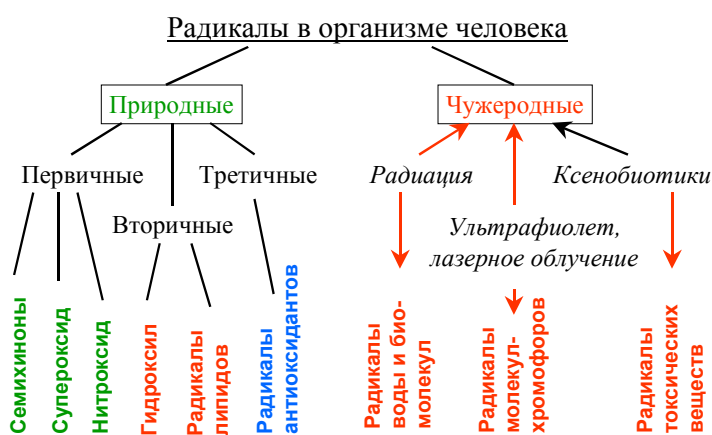 Радикалы в организме человека
Природные
Чужеродные
Первичные
Третичные
Вторичные
Радиация
Ксенобиотики
Ультрафиолет,
лазерное облучение
Семихиноны
Супероксид
Нитроксид
Гидроксил
Радикалы
липидов
Радикалы
антиоксидантов
Радикалы
воды и био-
молекул
Радикалы
молекул-
хромофоров
Радикалы
токсических
веществ